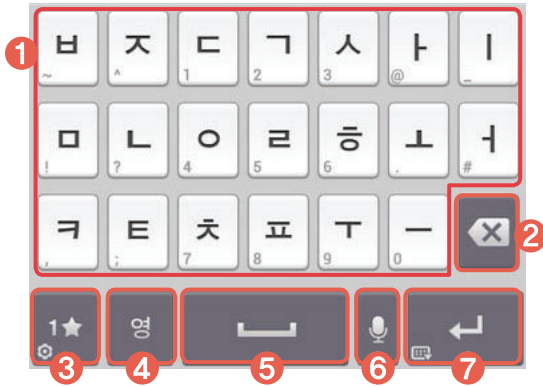 1 ㅂ ㅈ ㄷ ㄱ ㅅ ㅏ ㅣ
~ ^ 1 2 3 @ _
ㅁ ㄴ ㅇ ㄹ ㅎ ㅗ ㅓ
! ? 4 5 6 . #
ㅋ ㅌ ㅊ ㅍ ㅜ ㅡ 2
, ; 7 8 9 0
1★ 영
3 4 5 6 7